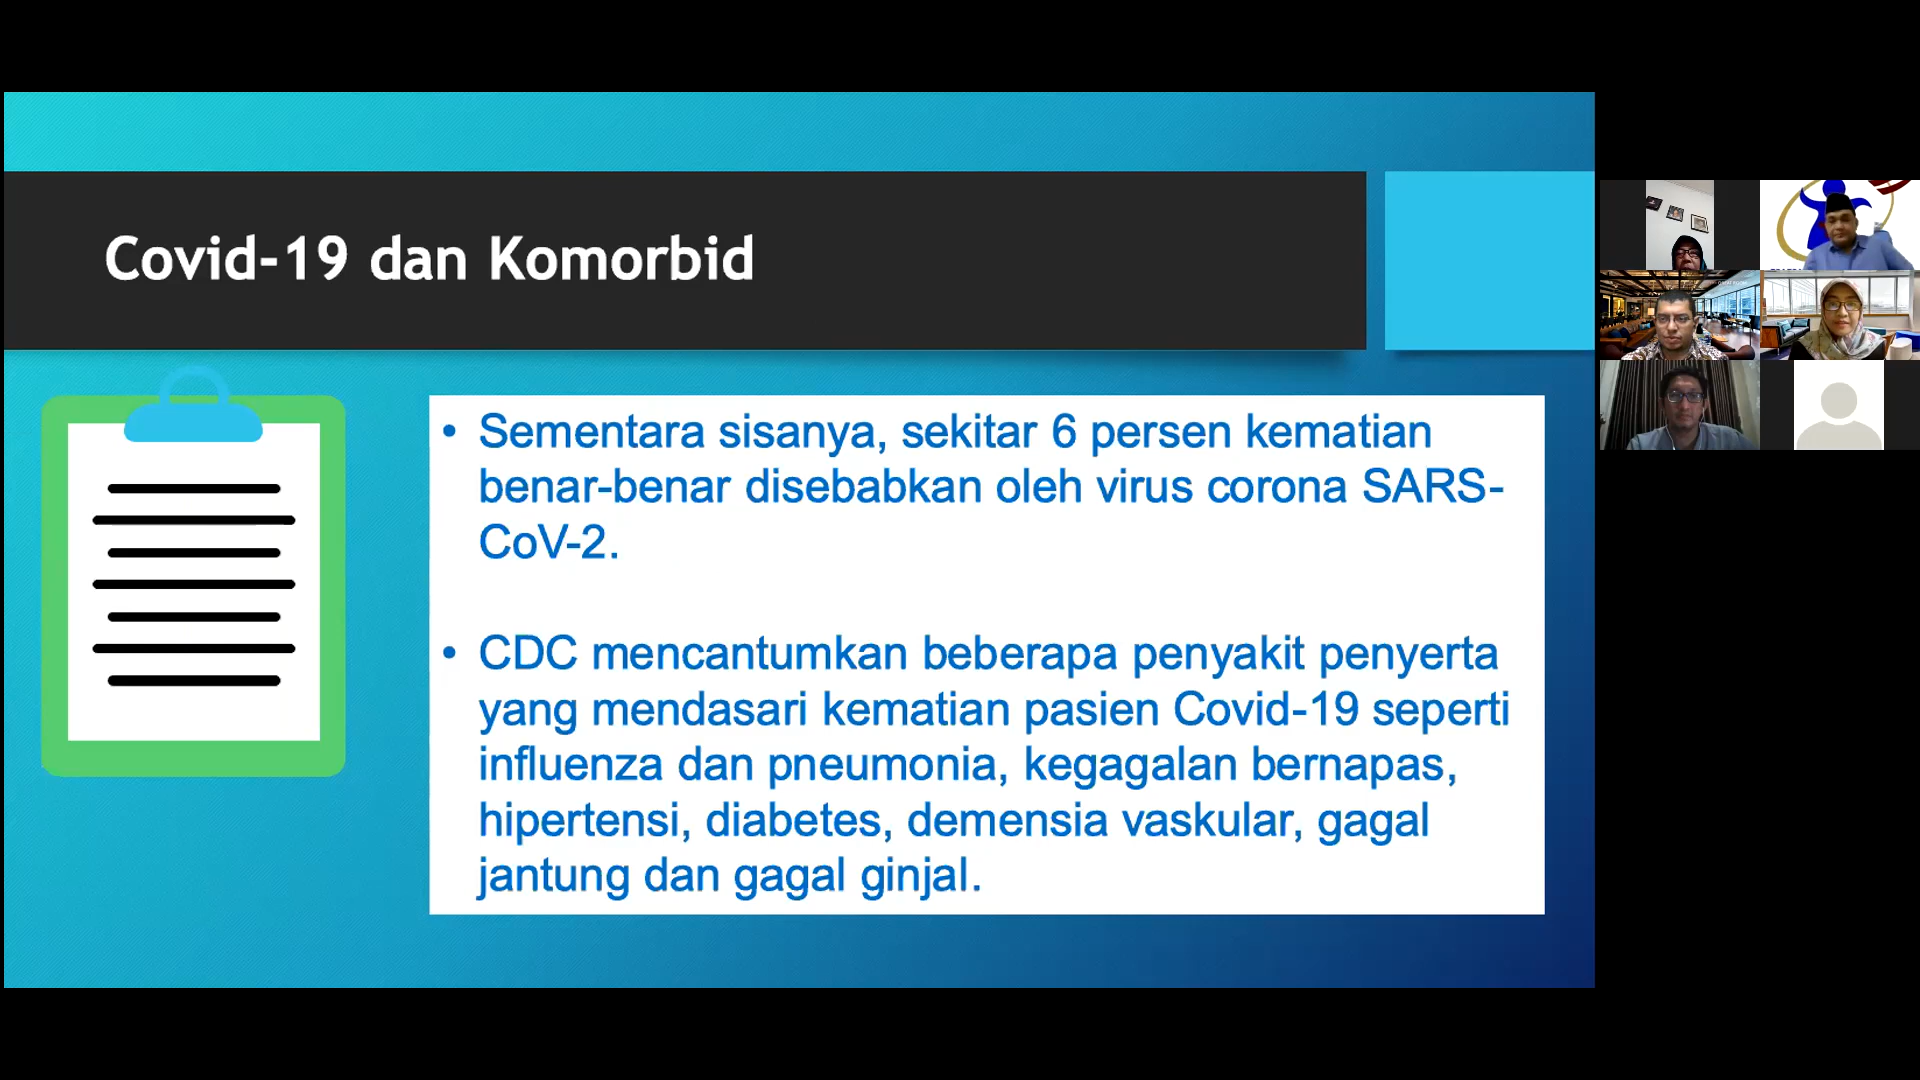 Covid-19 dan Komorbid
• Sementara sisanya, sekitar 6 persen kematian
benar-benar disebabkan oleh virus corona SARS-
CoV-2.
• CDC mencantumkan beberapa penyakit penyerta
yang mendasari kematian pasien Covid-19 seperti
influenza dan pneumonia, kegagalan bernapas,
hipertensi, diabetes, demensia vaskular, gagal
jantung dan gagal ginjal.